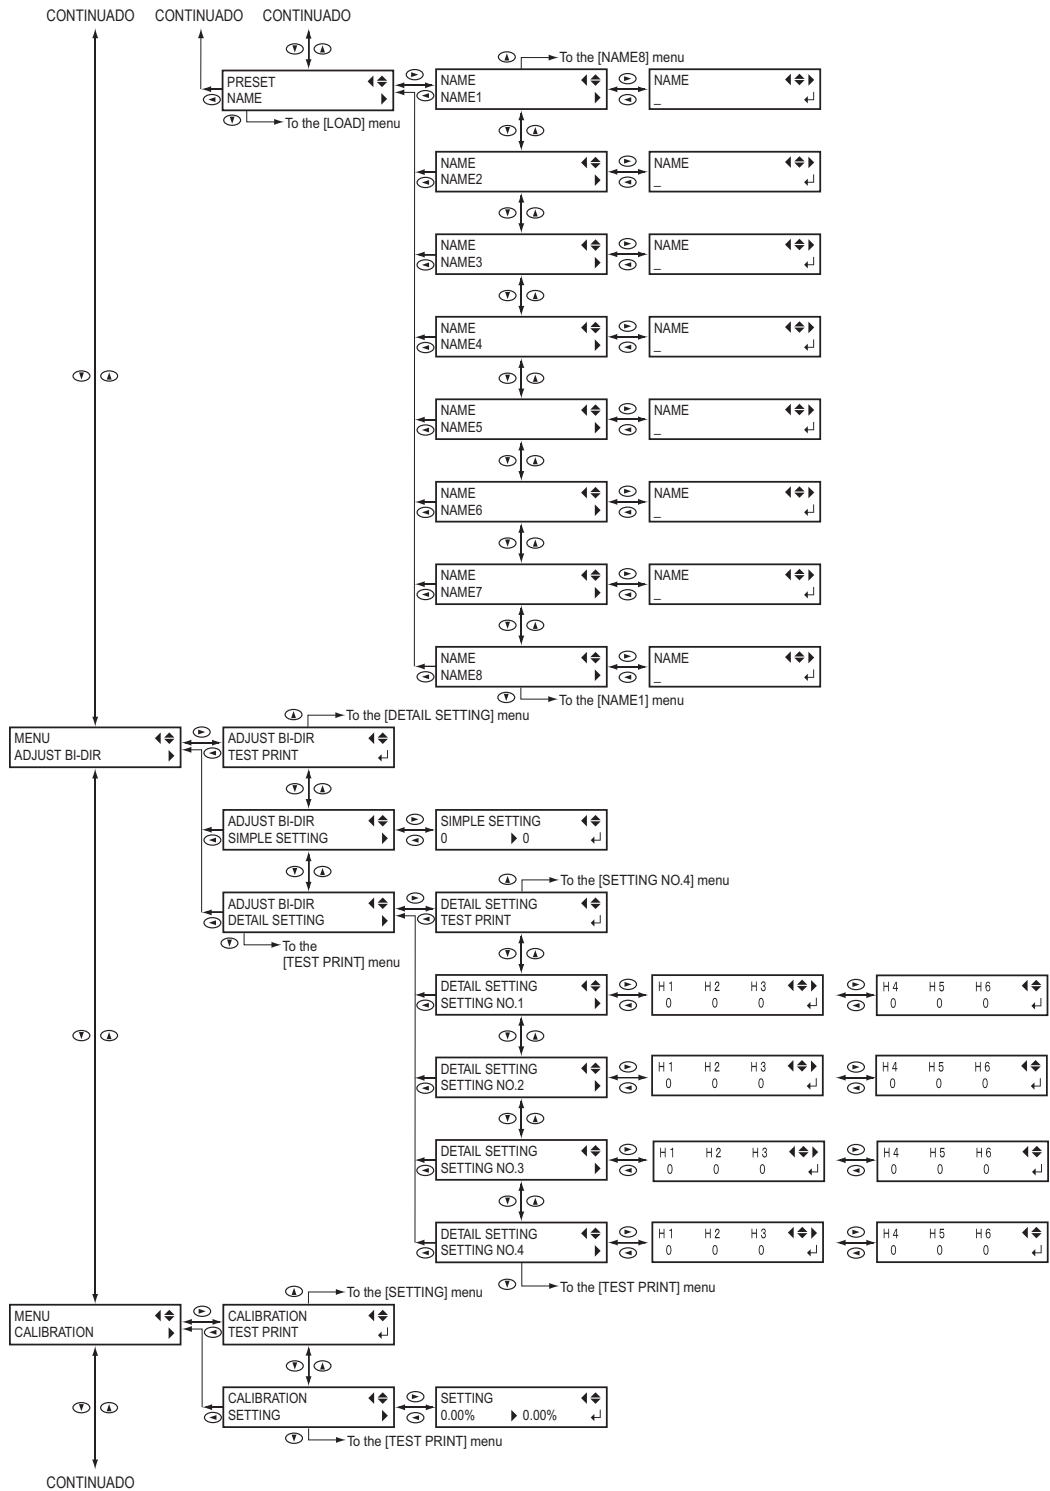 CONTINUADO CONTINUADO CONTINUADO
To the [NAME8] menu
PRESET
NAME
To the [LOAD] menu
NAME
NAME1
NAME
_
NAME
NAME2
NAME
_
NAME
NAME3
NAME
_
NAME
NAME4
NAME
_
NAME
NAME5
NAME
_
NAME
NAME6
NAME
_
NAME
NAME7
NAME
_
NAME
NAME8
NAME
_
To the [NAME1] menu
To the [DETAIL SETTING] menu
MENU
ADJUST BI-DIR
ADJUST BI-DIR
TEST PRINT
ADJUST BI-DIR
SIMPLE SETTING
SIMPLE SETTING
0 0
To the [SETTING NO.4] menu
ADJUST BI-DIR
DETAIL SETTING
To the
[TEST PRINT] menu
DETAIL SETTING
TEST PRINT
DETAIL SETTING
SETTING NO.1
H1 H2 H3
0 0 0
H4 H5 H6
0 0 0
DETAIL SETTING
SETTING NO.2
H1 H2 H3
0 0 0
H4 H5 H6
0 0 0
DETAIL SETTING
SETTING NO.3
H1 H2 H3
0 0 0
H4 H5 H6
0 0 0
DETAIL SETTING
SETTING NO.4
H1 H2 H3
0 0 0
H4 H5 H6
0 0 0
To the [TEST PRINT] menu
To the [SETTING] menu
MENU
CALIBRATION
CALIBRATION
TEST PRINT
CALIBRATION
SETTING
SETTING
0.00% 0.00%
To the [TEST PRINT] menu
CONTINUADO